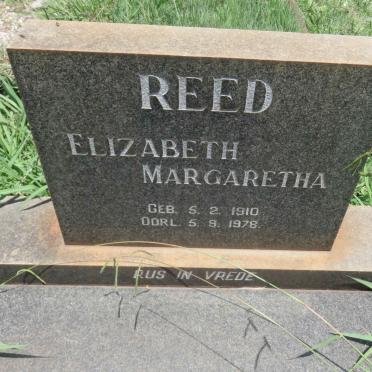 REED
ELIZABETH
MARGARETHA
GEB. 5. 2. 1910
OORL. 5. 9. 1978.
RUS IN VREDE